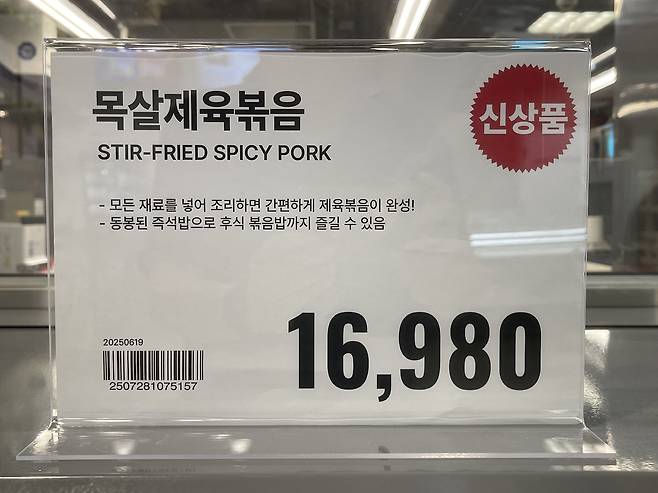 목살제육볶음
신상품
STIR-FRIED SPICY PORK
- 모든 재료를 넣어 조리하면 간편하게 제육볶음이 완성!
- 동봉된 즉석밥으로 후식 볶음밥까지 즐길 수 있음
20250619
2507281075157
16,980